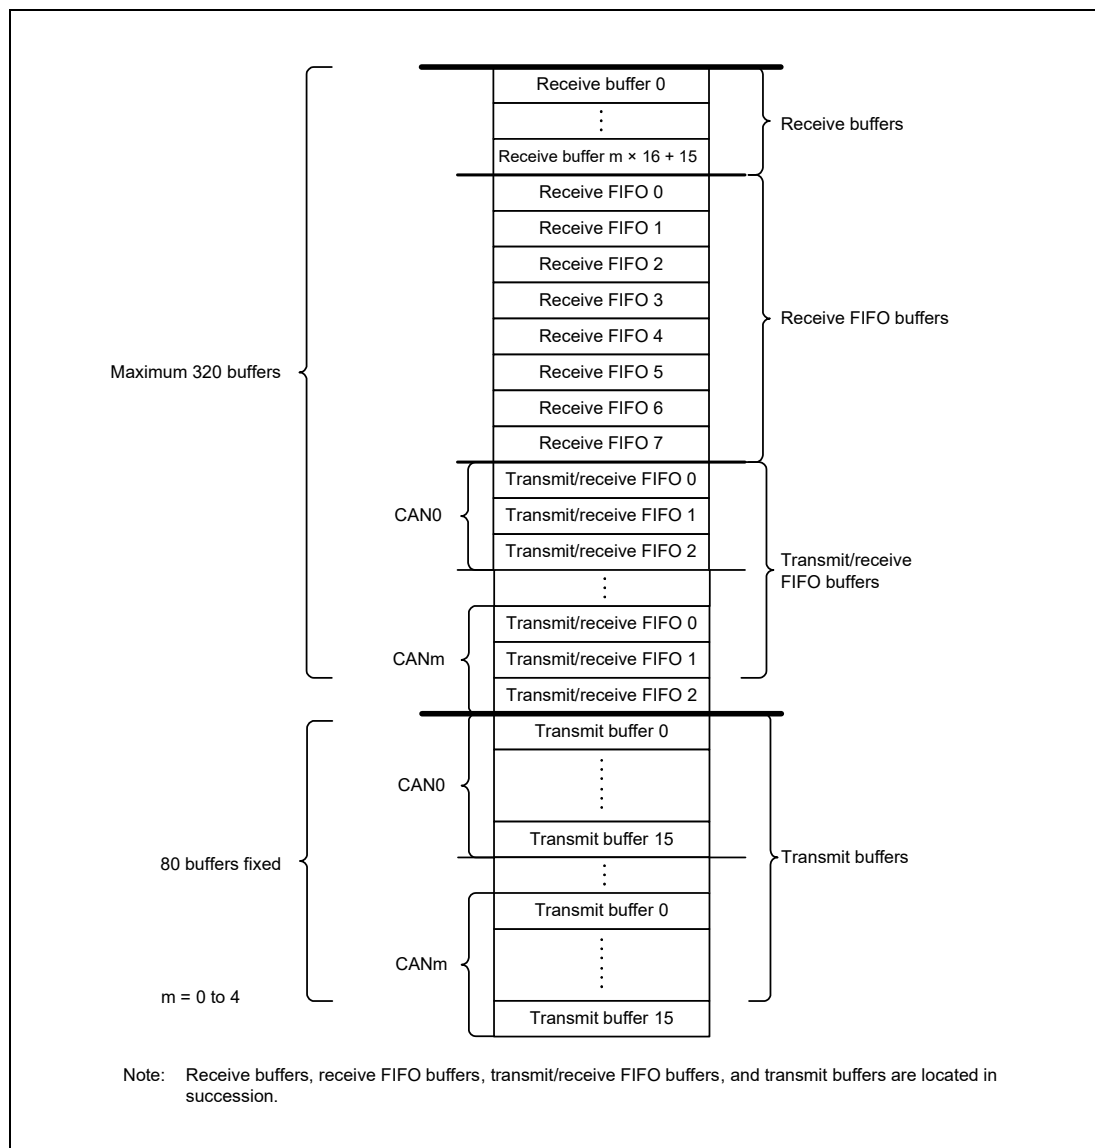 Receive buffer 0
Receive buffers
Receive buffer m × 16 + 15
Receive FIFO 0
Receive FIFO 1
Receive FIFO 2
Receive FIFO 3
Receive FIFO buffers
Receive FIFO 4
Maximum 320 buffers
Receive FIFO 5
Receive FIFO 6
Receive FIFO 7
Transmit/receive FIFO 0
CAN0
Transmit/receive FIFO 1
Transmit/receive FIFO 2
Transmit/receive
FIFO buffers
Transmit/receive FIFO 0
CANm
Transmit/receive FIFO 1
Transmit/receive FIFO 2
Transmit buffer 0
CAN0
Transmit buffer 15
80 buffers fixed
Transmit buffers
Transmit buffer 0
CANm
m = 0 to 4
Transmit buffer 15
Note: Receive buffers, receive FIFO buffers, transmit/receive FIFO buffers, and transmit buffers are located in
succession.